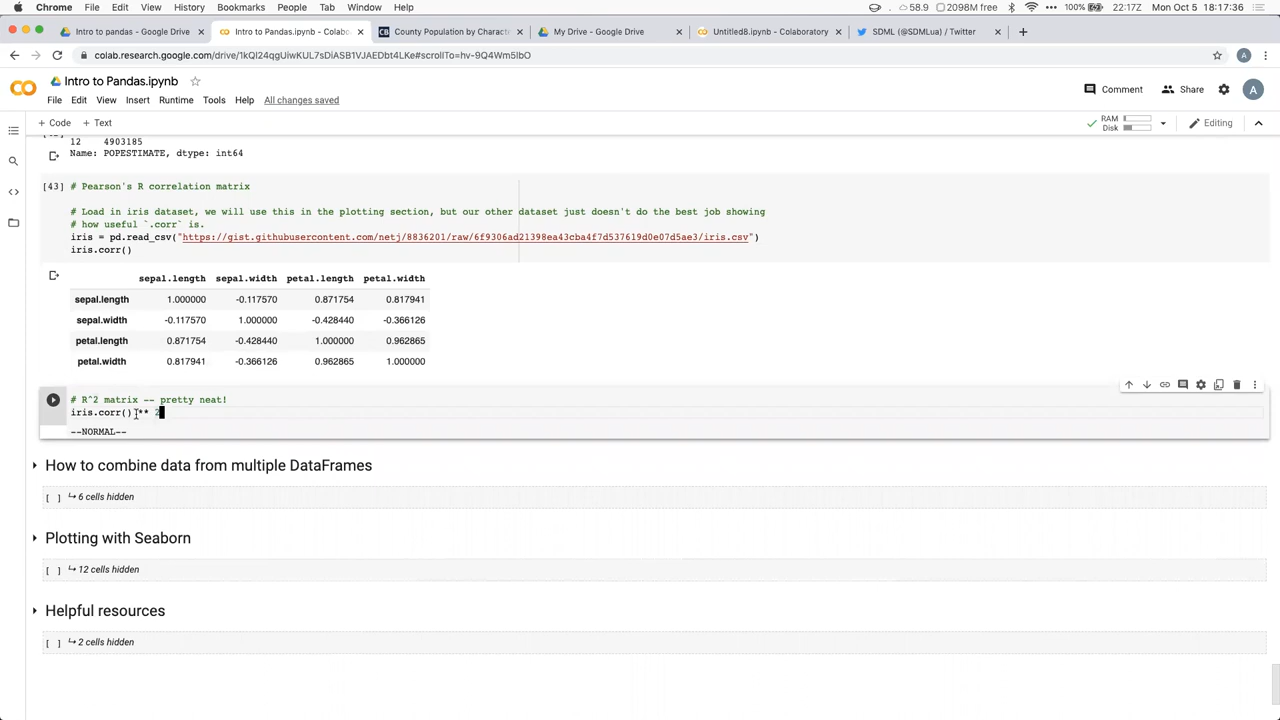 Chrome File Edit View History Bookmarks People Tab Window Help 58.9 2098M free 100% 22:17Z Mon Oct 5 18:17:36
Intro to pandas - Google Drive Intro to Pandas.ipynb - Colabo County Population by Charact My Drive - Google Drive Untitled8.ipynb - Colaboratory SDML (@SDMLua) / Twitter
Intro to Pandas.ipynb
File Edit View Insert Runtime Tools Help All changes saved
Comment Share A
+ Code + Text
RAM
Disk
Editing
12 4903185
Name: POPESTIMATE, dtype: int64
[43] # Pearson's R correlation matrix
# Load in iris dataset, we will use this in the plotting section, but our other dataset just doesn't do the best job showing
# how useful `.corr` is.
iris = pd.read_csv("https://gist.githubusercontent.com/netj/8836201/raw/6f9306ad21398ea43cba4f7d537619d0e07d5ae3/iris.csv")
iris.corr()
sepal.length sepal.width petal.length petal.width
sepal.length 1.000000 -0.117570 0.871754 0.817941
sepal.width -0.117570 1.000000 -0.428440 -0.366126
petal.length 0.871754 -0.428440 1.000000 0.962865
petal.width 0.817941 -0.366126 0.962865 1.000000
# R^2 matrix -- pretty neat!
iris.corr() ** 2
--NORMAL--
How to combine data from multiple DataFrames
[ ] 6 cells hidden
Plotting with Seaborn
[ ] 12 cells hidden
Helpful resources
[ ] 2 cells hidden